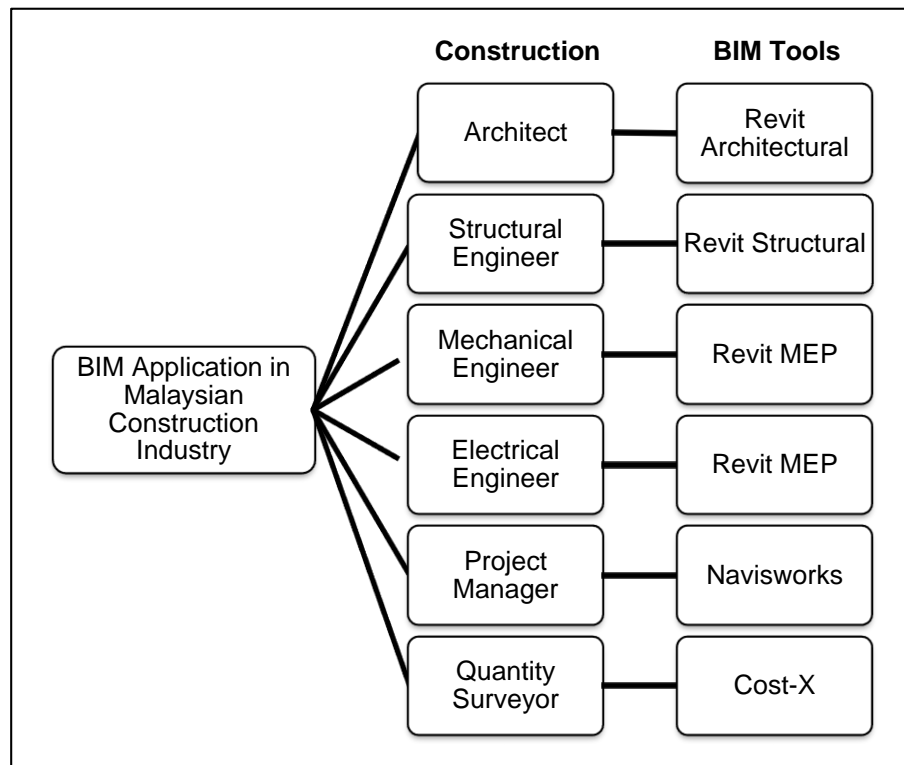 Construction
BIM Tools
Architect
Revit
Architectural
Structural
Engineer
Revit Structural
BIM Application in
Malaysian
Construction
Industry
Mechanical
Engineer
Revit MEP
Electrical
Engineer
Revit MEP
Project
Manager
Navisworks
Quantity
Surveyor
Cost-X